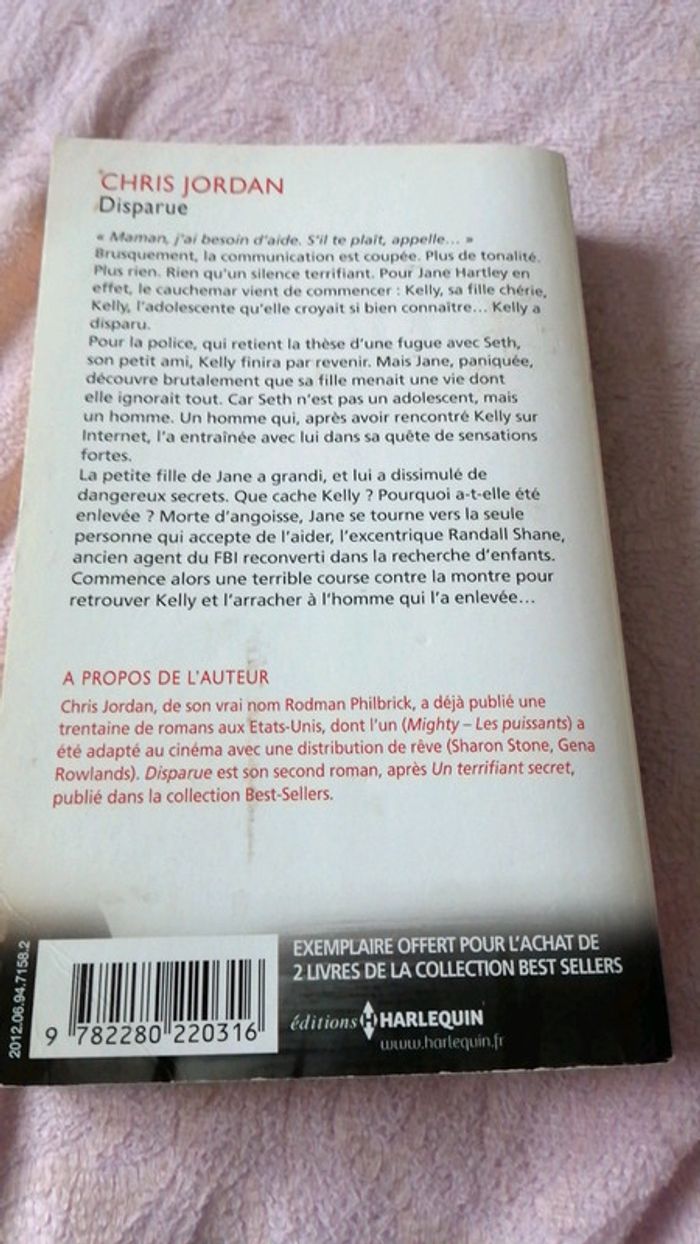 CHRIS JORDAN
Disparue
« Maman, j'ai besoin d'aide. S'il te plaît, appelle... »
Brusquement, la communication est coupée. Plus de tonalité.
Plus rien. Rien qu'un silence terrifiant. Pour Jane Hartley en
effet, le cauchemar vient de commencer : Kelly, sa fille chérie,
Kelly, l'adolescente qu'elle croyait si bien connaître... Kelly a
disparu.
Pour la police, qui retient la thèse d'une fugue avec Seth,
son petit ami, Kelly finira par revenir. Mais Jane, paniquée,
découvre brutalement que sa fille menait une vie dont
elle ignorait tout. Car Seth n'est pas un adolescent, mais
un homme. Un homme qui, après avoir rencontré Kelly sur
Internet, l'a entraînée avec lui dans sa quête de sensations
fortes.
La petite fille de Jane a grandi, et lui a dissimulé de
dangereux secrets. Que cache Kelly ? Pourquoi a-t-elle été
enlevée ? Morte d'angoisse, Jane se tourne vers la seule
personne qui accepte de l'aider, l'excentrique Randall Shane,
ancien agent du FBI reconverti dans la recherche d'enfants.
Commence alors une terrible course contre la montre pour
retrouver Kelly et l'arracher à l'homme qui l'a enlevée...
A PROPOS DE L'AUTEUR
Chris Jordan, de son vrai nom Rodman Philbrick, a déjà publié une
trentaine de romans aux Etats-Unis, dont l'un (Mighty – Les puissants) a
été adapté au cinéma avec une distribution de rêve (Sharon Stone, Gena
Rowlands). Disparue est son second roman, après Un terrifiant secret,
publié dans la collection Best-Sellers.
2012.06.94.7158.2
9 782280 220316
EXEMPLAIRE OFFERT POUR L'ACHAT DE
2 LIVRES DE LA COLLECTION BEST SELLERS
éditions H HARLEQUIN
www.harlequin.fr